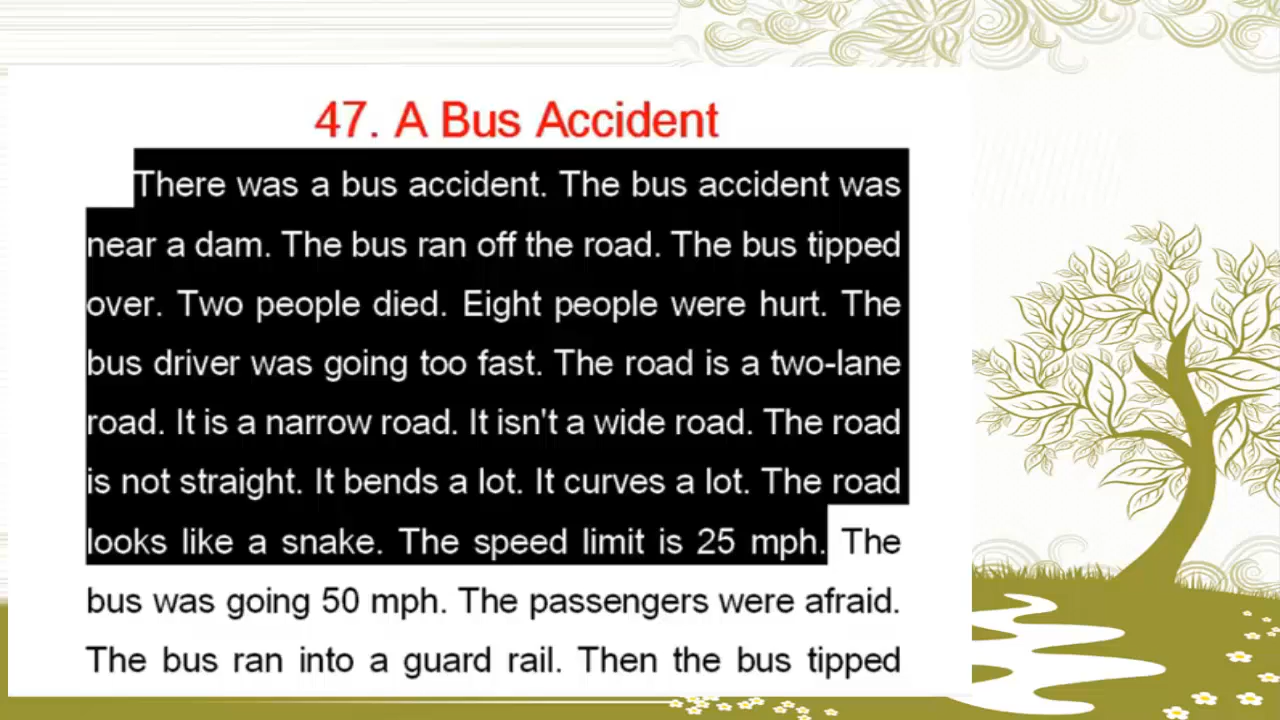 47. A Bus Accident
There was a bus accident. The bus accident was
near a dam. The bus ran off the road. The bus tipped
over. Two people died. Eight people were hurt. The
bus driver was going too fast. The road is a two-lane
road. It is a narrow road. It isn't a wide road. The road
is not straight. It bends a lot. It curves a lot. The road
looks like a snake. The speed limit is 25 mph. The
bus was going 50 mph. The passengers were afraid.
The bus ran into a guard rail. Then the bus tipped